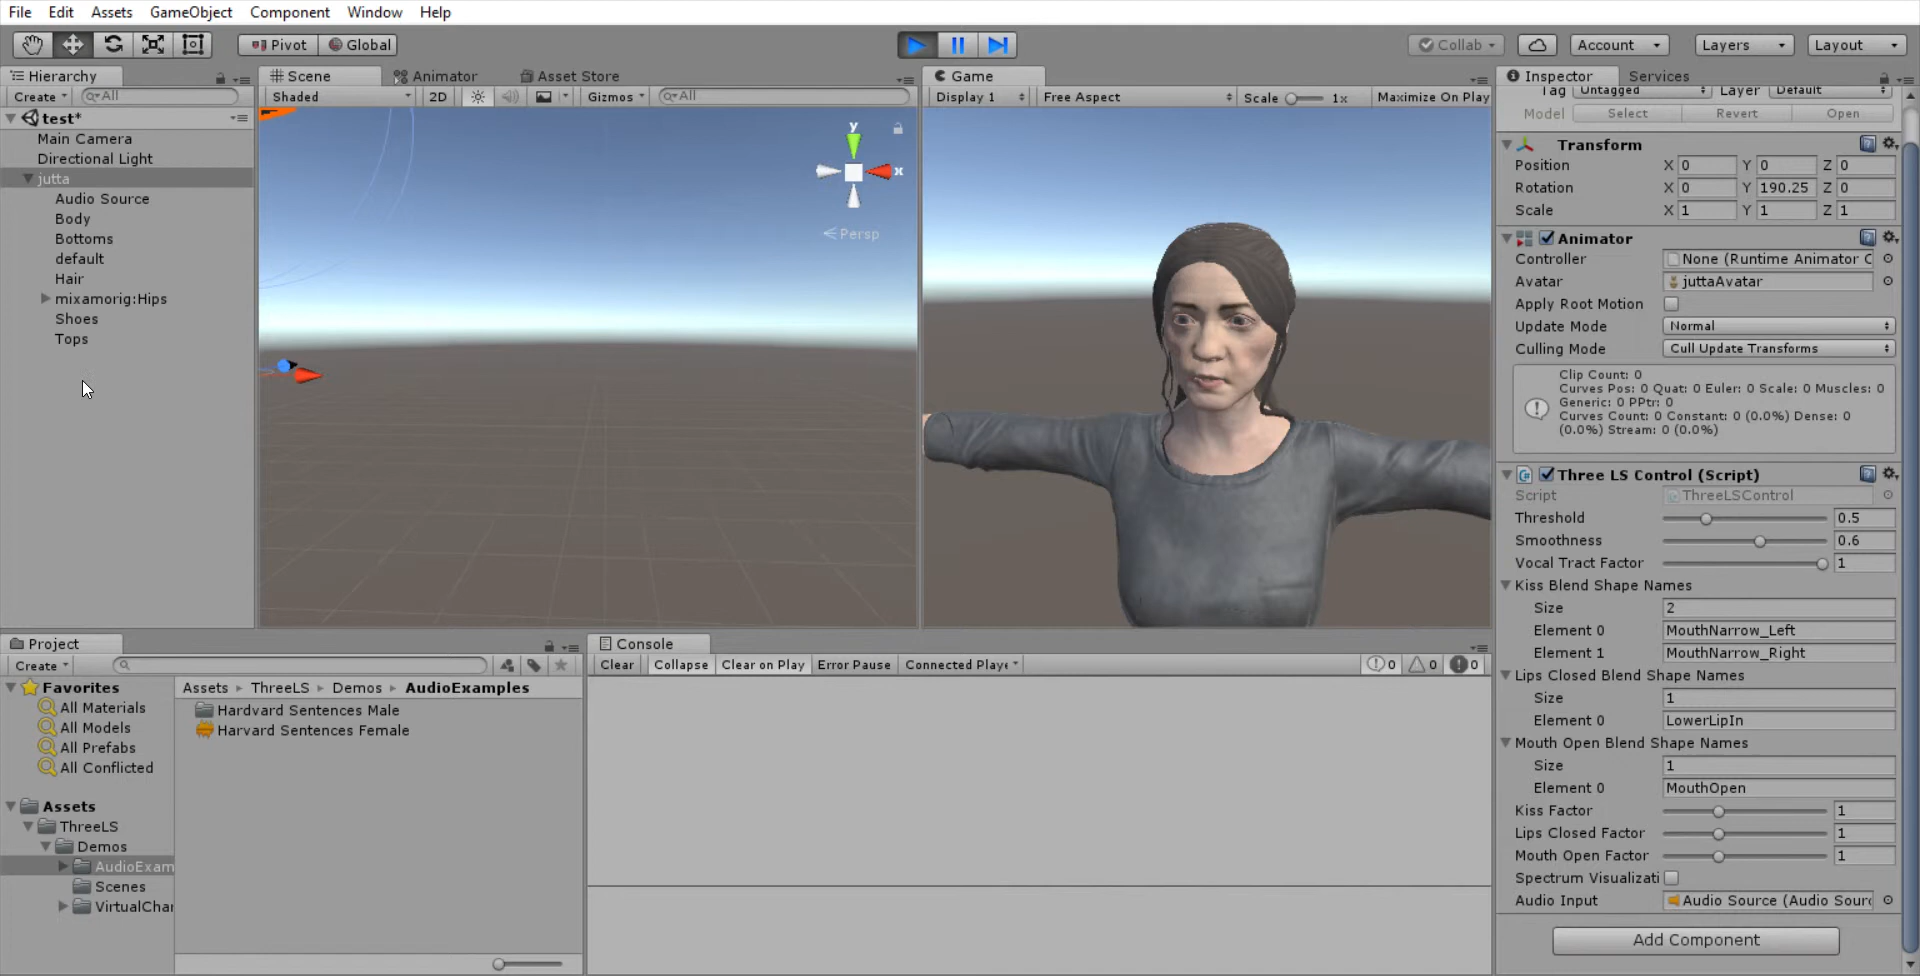 File Edit Assets GameObject Component Window Help
Pivot Global Collab Account Layers Layout
Hierarchy
Create All
test*
Main Camera
Directional Light
jutta
Audio Source
Body
Bottoms
default
Hair
mixamorig:Hips
Shoes
Tops
Scene Animator Asset Store
Shaded 2D Gizmos All
y
x
Persp
Game
Display 1 Free Aspect Scale 1x Maximize On Play
Inspector Services
Tag Untagged Layer Default
Model Select Revert Open
Transform
Position X 0 Y 0 Z 0
Rotation X 0 Y 190.25 Z 0
Scale X 1 Y 1 Z 1
Animator
Controller None (Runtime Animator C
Avatar juttaAvatar
Apply Root Motion
Update Mode Normal
Culling Mode Cull Update Transforms
Clip Count: 0
Curves Pos: 0 Quat: 0 Euler: 0 Scale: 0 Muscles: 0
Generic: 0 PPtr: 0
Curves Count: 0 Constant: 0 (0.0%) Dense: 0
(0.0%) Stream: 0 (0.0%)
Three LS Control (Script)
Script ThreeLSControl
Threshold 0.5
Smoothness 0.6
Vocal Tract Factor 1
Kiss Blend Shape Names
Size 2
Element 0 MouthNarrow_Left
Element 1 MouthNarrow_Right
Lips Closed Blend Shape Names
Size 1
Element 0 LowerLipIn
Mouth Open Blend Shape Names
Size 1
Element 0 MouthOpen
Kiss Factor 1
Lips Closed Factor 1
Mouth Open Factor 1
Spectrum Visualizati
Audio Input Audio Source (Audio Sour
Add Component
Project
Create
Favorites
All Materials
All Models
All Prefabs
All Conflicted
Assets
ThreeLS
Demos
AudioExam
Scenes
VirtualChar
Assets ThreeLS Demos AudioExamples
Hardvard Sentences Male
Harvard Sentences Female
Console
Clear Collapse Clear on Play Error Pause Connected Playe 0 0 0